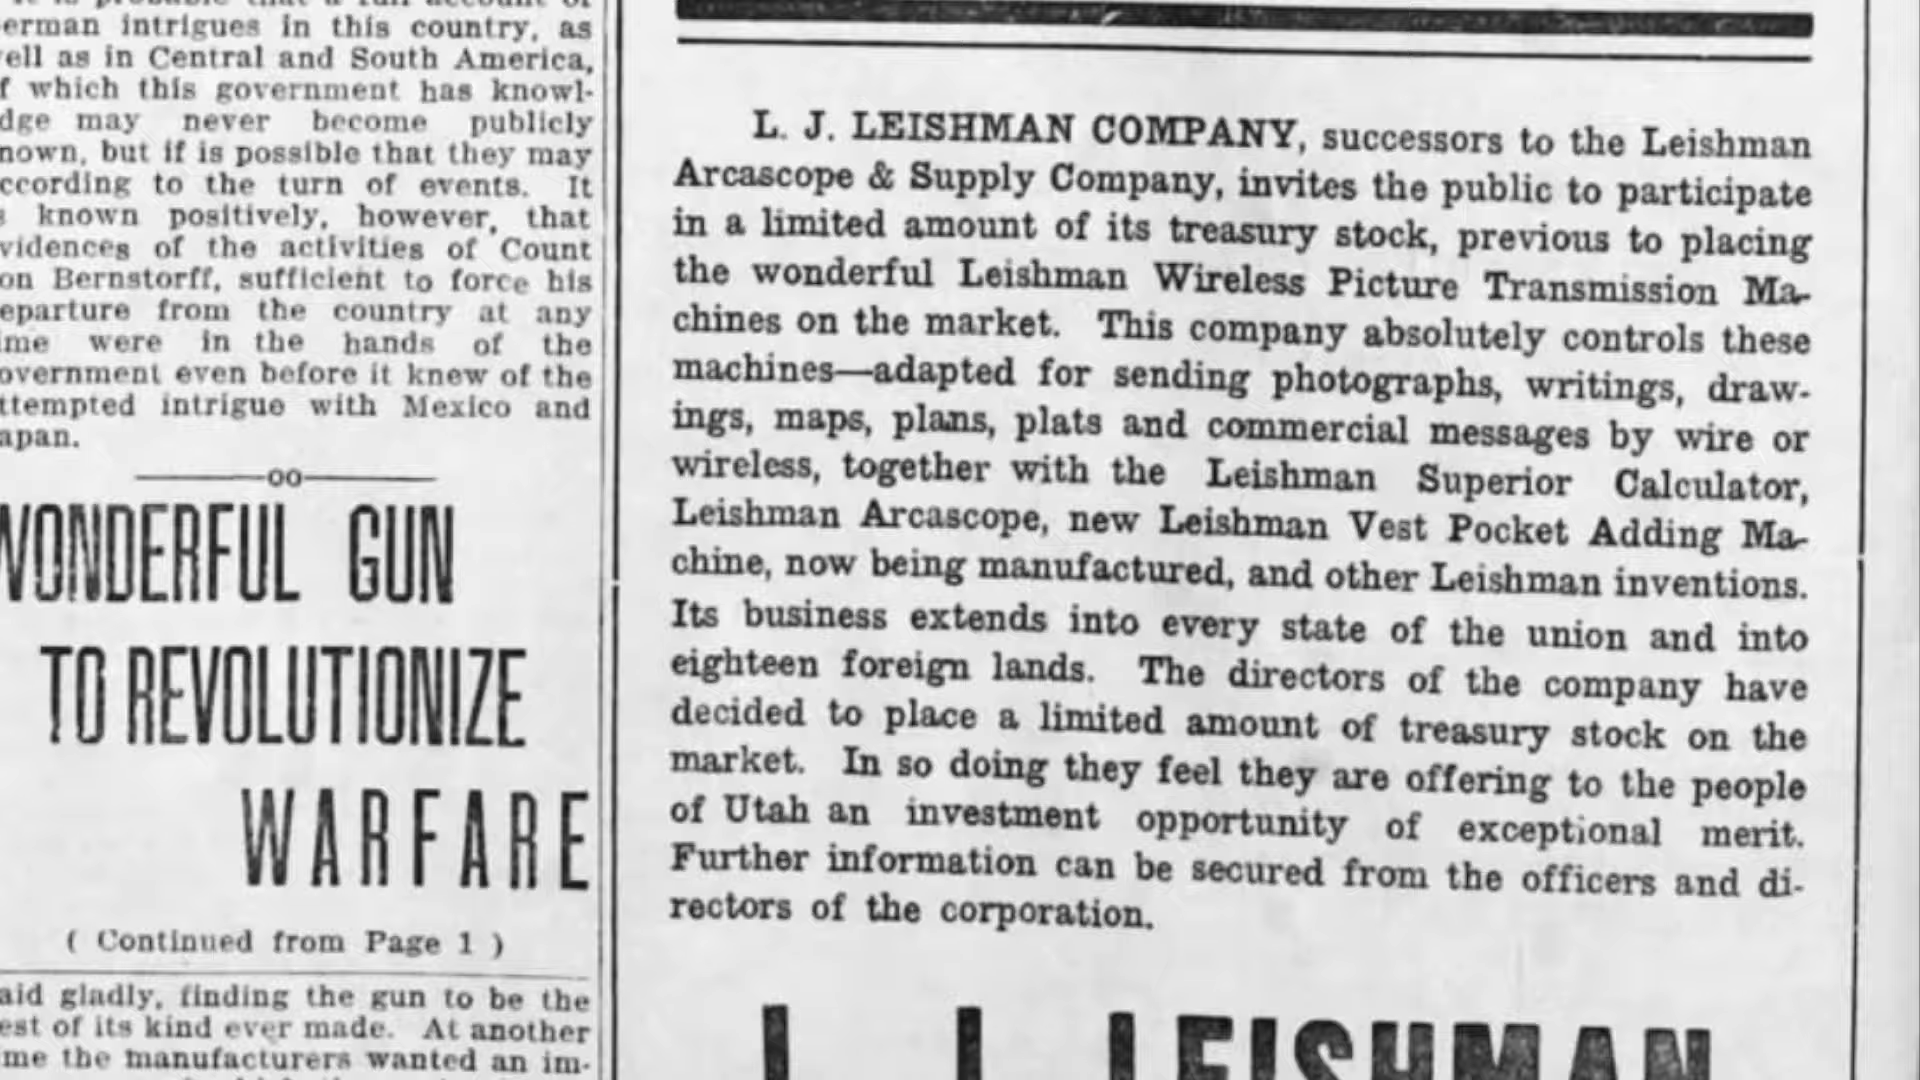 It is probable that a full account of
erman intrigues in this country, as
ell as in Central and South America,
f which this government has knowl-
dge may never become publicly
nown, but if is possible that they may
ccording to the turn of events. It
s known positively, however, that
vidences of the activities of Count
on Bernstorff, sufficient to force his
eparture from the country at any
ime were in the hands of the
overnment even before it knew of the
ttempted intrigue with Mexico and
apan.
oo
WONDERFUL GUN
TO REVOLUTIONIZE
WARFARE
( Continued from Page 1 )
aid gladly, finding the gun to be the
est of its kind ever made. At another
me the manufacturers wanted an im-
L. J. LEISHMAN COMPANY, successors to the Leishman
Arcascope & Supply Company, invites the public to participate
in a limited amount of its treasury stock, previous to placing
the wonderful Leishman Wireless Picture Transmission Ma-
chines on the market. This company absolutely controls these
machines—adapted for sending photographs, writings, draw-
ings, maps, plans, plats and commercial messages by wire or
wireless, together with the Leishman Superior Calculator,
Leishman Arcascope, new Leishman Vest Pocket Adding Ma-
chine, now being manufactured, and other Leishman inventions.
Its business extends into every state of the union and into
eighteen foreign lands. The directors of the company have
decided to place a limited amount of treasury stock on the
market. In so doing they feel they are offering to the people
of Utah an investment opportunity of exceptional merit.
Further information can be secured from the officers and di-
rectors of the corporation.
L. J. LEISHMAN